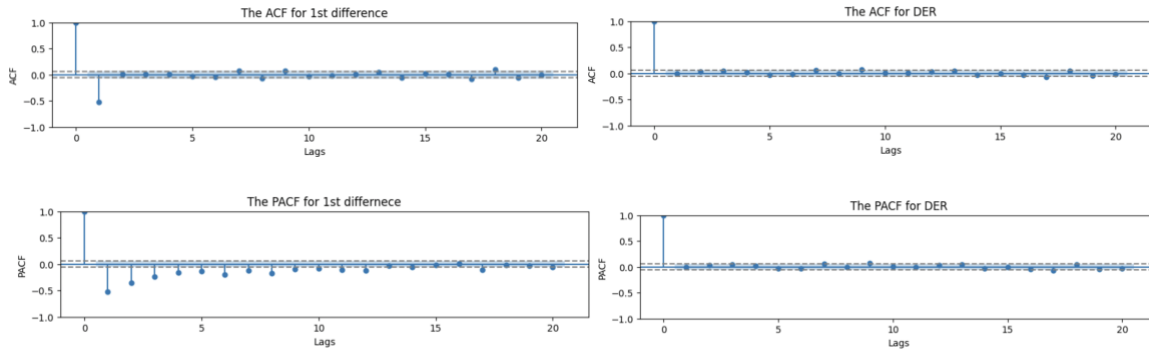 The ACF for 1st difference
1.0
0.5
0.0
−0.5
−1.0
ACF
0 5 10 15 20
Lags
The ACF for DER
1.0
0.5
0.0
−0.5
−1.0
ACF
0 5 10 15 20
Lags
The PACF for 1st differnece
1.0
0.5
0.0
−0.5
−1.0
PACF
0 5 10 15 20
Lags
The PACF for DER
1.0
0.5
0.0
−0.5
−1.0
PACF
0 5 10 15 20
Lags